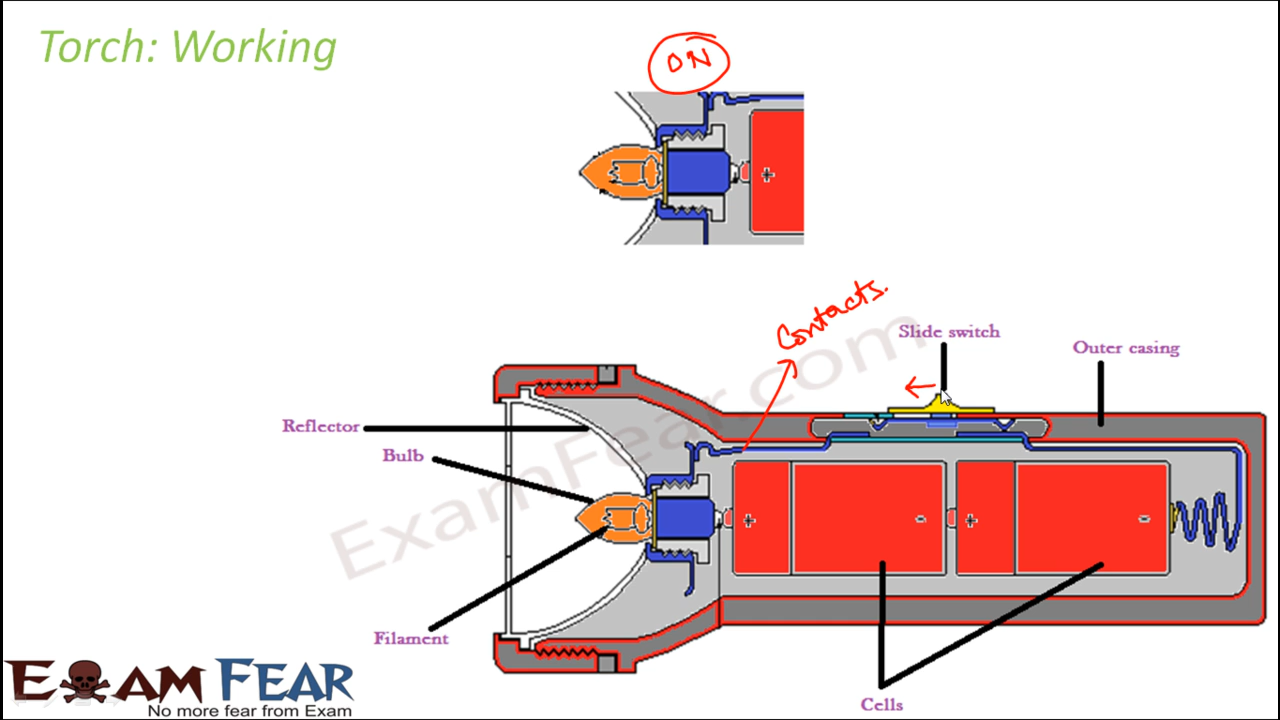 Torch: Working
ON
+
Contacts.
Slide switch
Outer casing
Reflector
Bulb
+ - + -
Filament
Cells
ExamFear.com
EXAM FEAR
No more fear from Exam